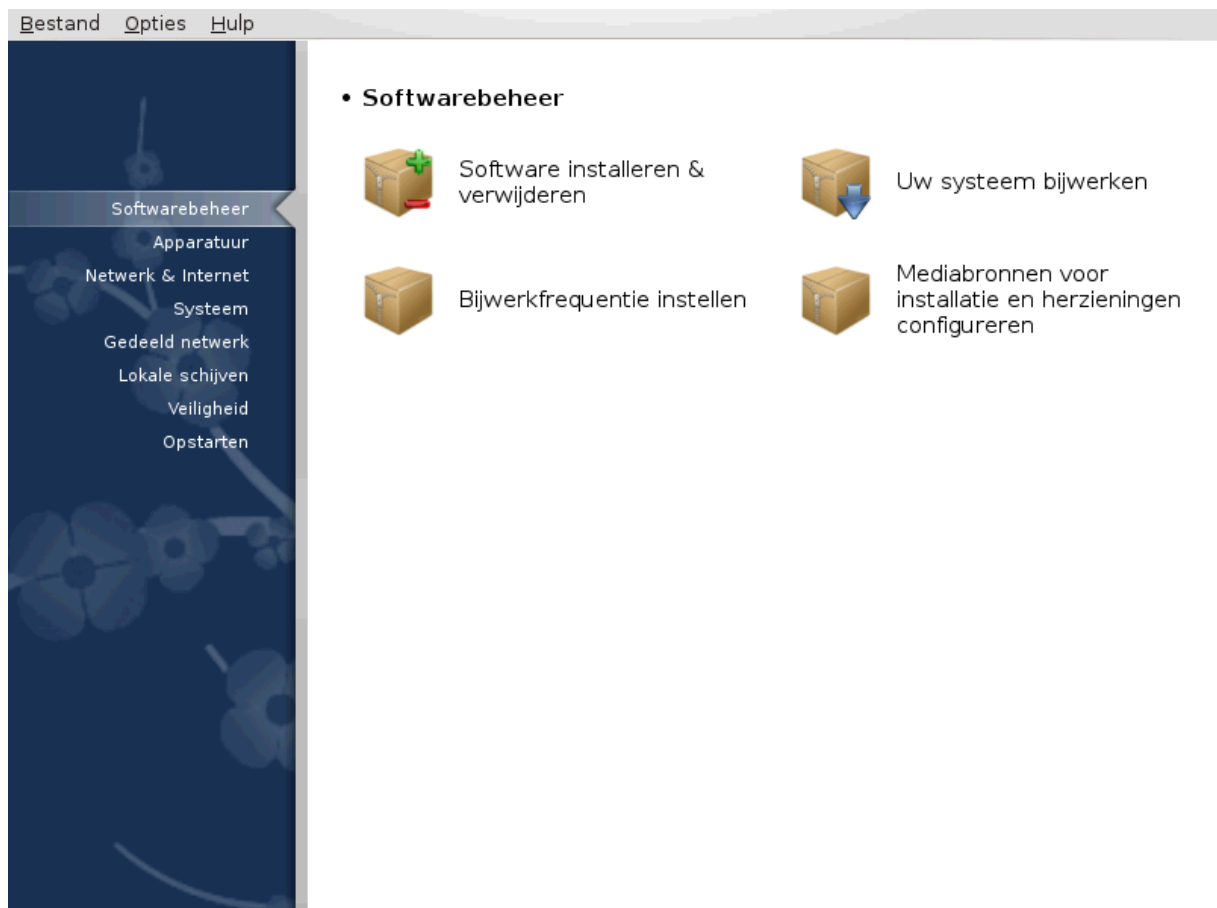 Bestand Opties Hulp
Softwarebeheer
Apparatuur
Netwerk & Internet
Systeem
Gedeeld netwerk
Lokale schijven
Veiligheid
Opstarten
• Softwarebeheer
Software installeren &
verwijderen
Uw systeem bijwerken
Bijwerkfrequentie instellen
Mediabronnen voor
installatie en herzieningen
configureren